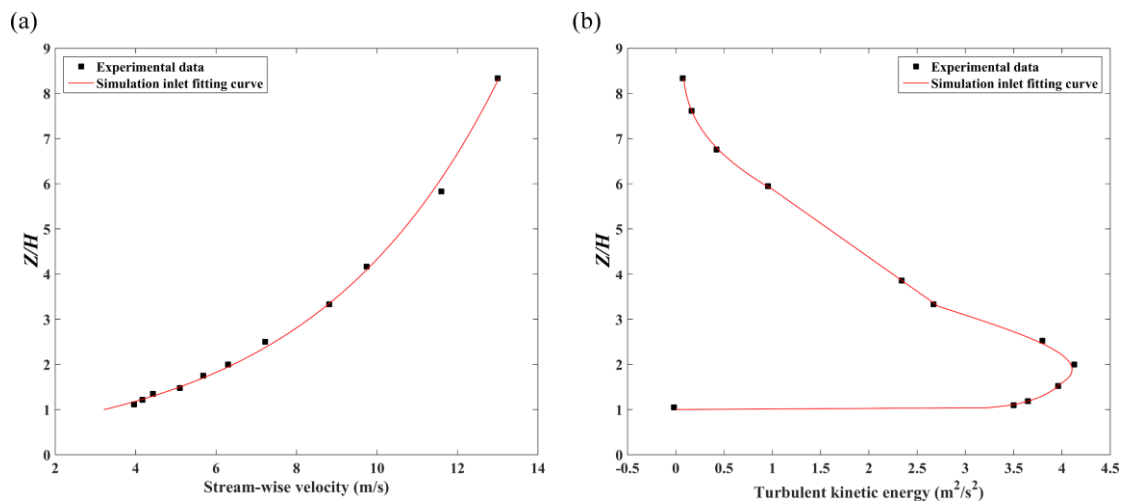 (a)
(b)
9
8
7
6
5
4
3
2
1
0
Z/H
Experimental data
Simulation inlet fitting curve
2 4 6 8 10 12 14
Stream-wise velocity (m/s)
9
8
7
6
5
4
3
2
1
0
Z/H
Experimental data
Simulation inlet fitting curve
-0.5 0 0.5 1 1.5 2 2.5 3 3.5 4 4.5
Turbulent kinetic energy (m²/s²)